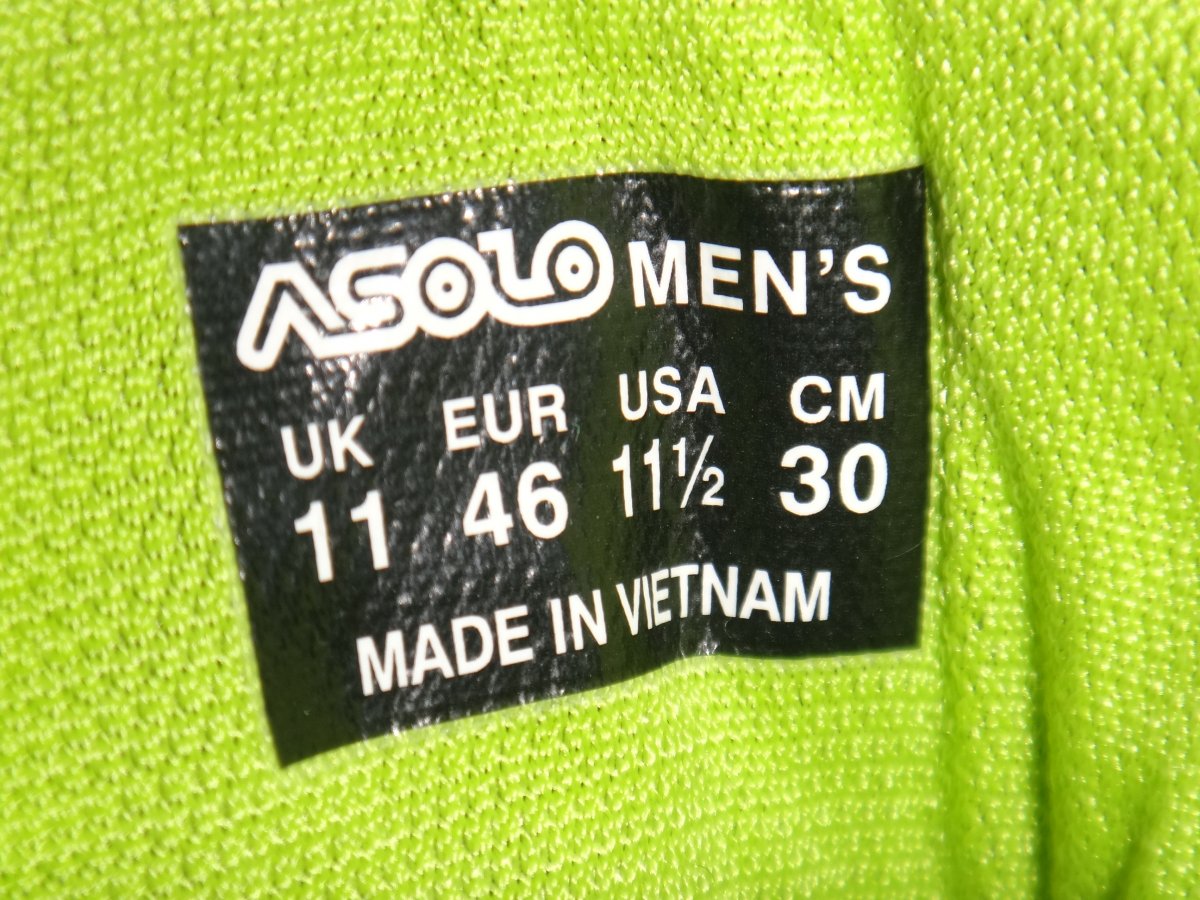 ASOLO MEN'S
UK EUR USA CM
11 46 11½ 30
MADE IN VIETNAM